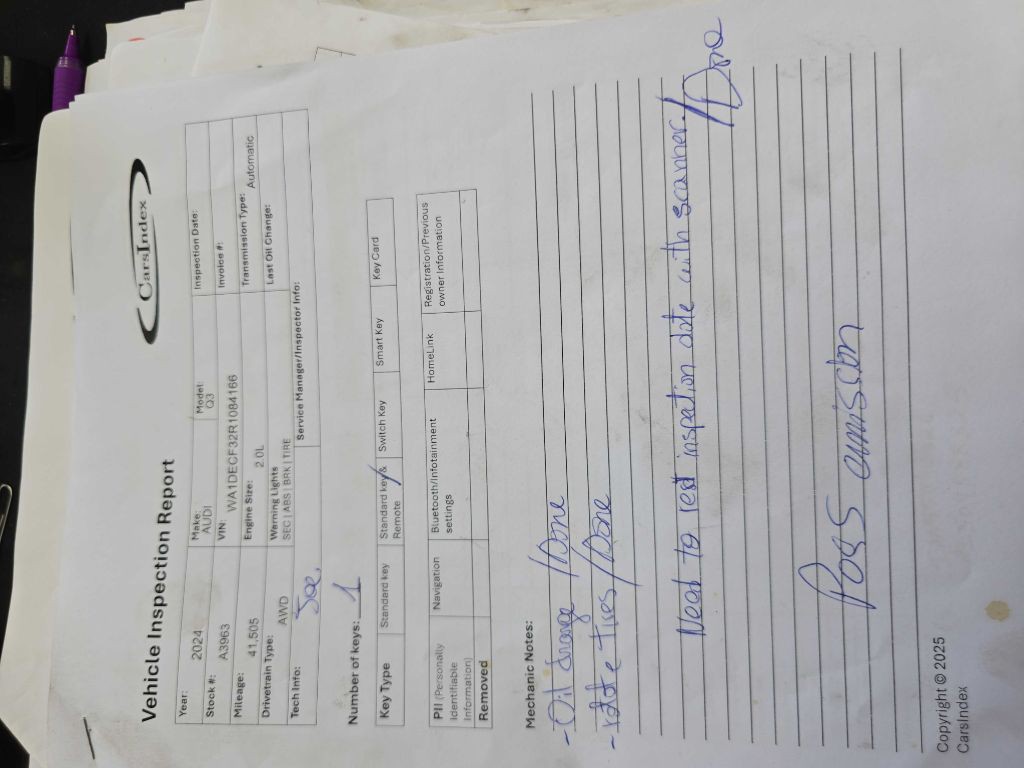 CarsIndex
Vehicle Inspection Report
Year: 2024 Make: AUDI Model: Q3 Inspection Date:
Stock #: A3963 VIN: WA1DECF32R1084166 Invoice #:
Mileage: 41,505 Engine Size: 2.0L Transmission Type: Automatic
Drivetrain Type: AWD Warning Lights SEC | ABS | BRK | TIRE Last Oil Change:
Tech Info: Joe. Service Manager/Inspector Info:
Number of keys: 1
Key Type Standard key Standard key & Remote Switch Key Smart Key Key Card
PII (Personally Identifiable Information) Removed Navigation Bluetooth/Infotainment settings HomeLink Registration/Previous owner Information
Mechanic Notes:
- Oil change /Done
- rotate Tires /Done
Need to rest inspetion date with scanner. //Done
Pass emisson
Copyright © 2025
CarsIndex